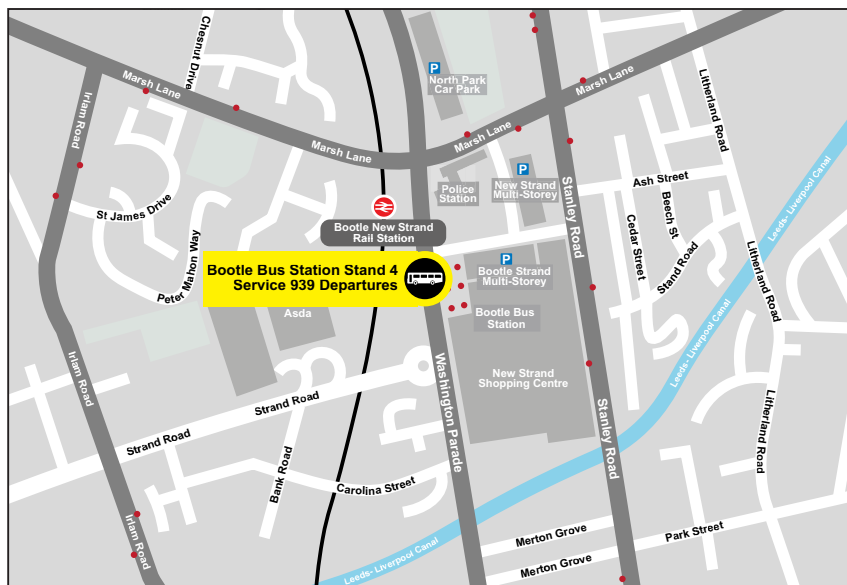 Chesnut Drive
Marsh Lane
Irlam Road
P
North Park
Car Park
Marsh Lane
Litherland Road
Marsh Lane
Marsh Lane
Leeds- Liverpool Canal
St James Drive
Police
Station
P
New Strand
Multi-Storey
Stanley Road
Ash Street
Cedar Street
Beech St
Stand Road
Litherland Road
Peter Mahon Way
Bootle New Strand
Rail Station
Bootle Bus Station Stand 4
Service 939 Departures
P
Bootle Strand
Multi-Storey
Asda
Bootle Bus
Station
Irlam Road
Washington Parade
New Strand
Shopping Centre
Leeds- Liverpool Canal
Strand Road
Strand Road
Stanley Road
Litherland Road
Bank Road
Carolina Street
Irlam Road
Leeds- Liverpool Canal
Merton Grove
Park Street
Merton Grove